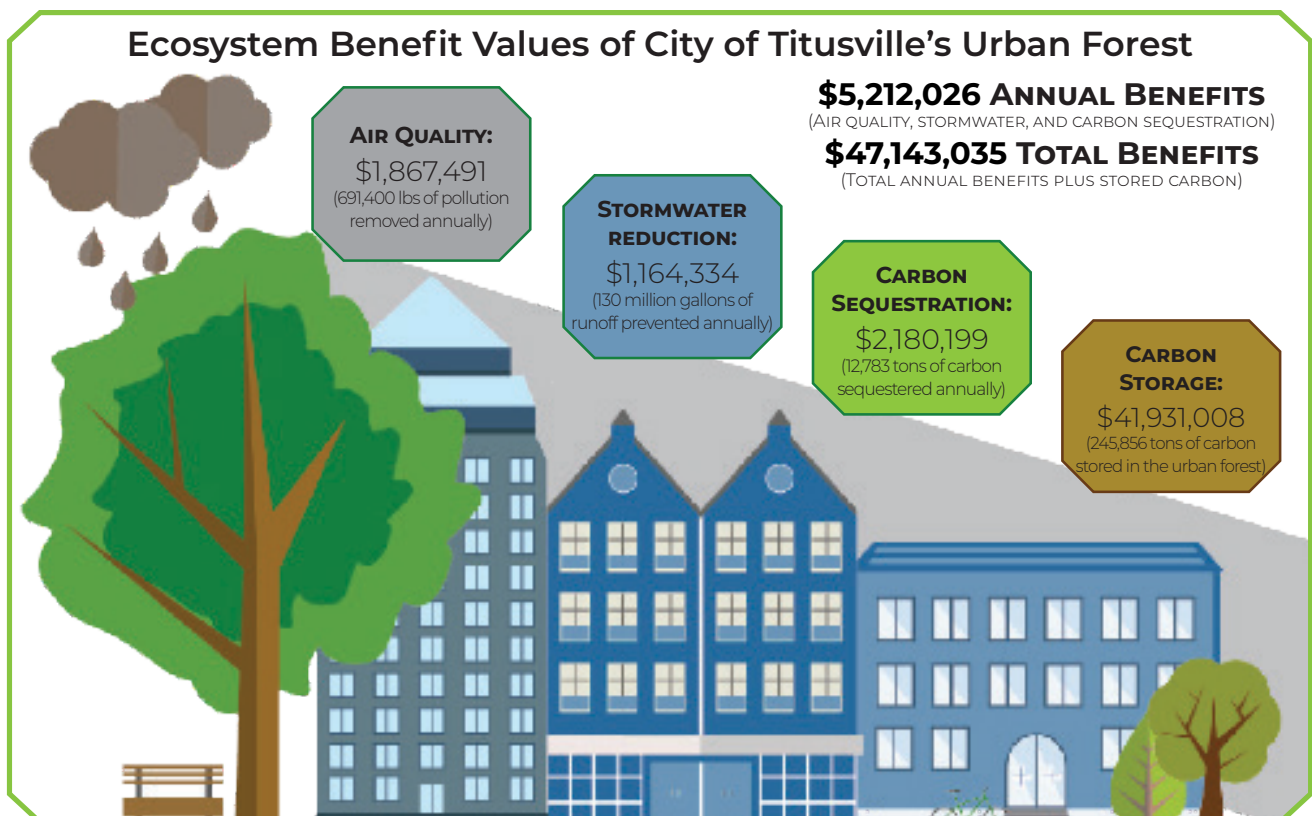 Ecosystem Benefit Values of City of Titusville's Urban Forest
$5,212,026 ANNUAL BENEFITS
(AIR QUALITY, STORMWATER, AND CARBON SEQUESTRATION)
$47,143,035 TOTAL BENEFITS
(TOTAL ANNUAL BENEFITS PLUS STORED CARBON)
AIR QUALITY:
$1,867,491
(691,400 lbs of pollution
removed annually)
STORMWATER
REDUCTION:
$1,164,334
(130 million gallons of
runoff prevented annually)
CARBON
SEQUESTRATION:
$2,180,199
(12,783 tons of carbon
sequestered annually)
CARBON
STORAGE:
$41,931,008
(245,856 tons of carbon
stored in the urban forest)